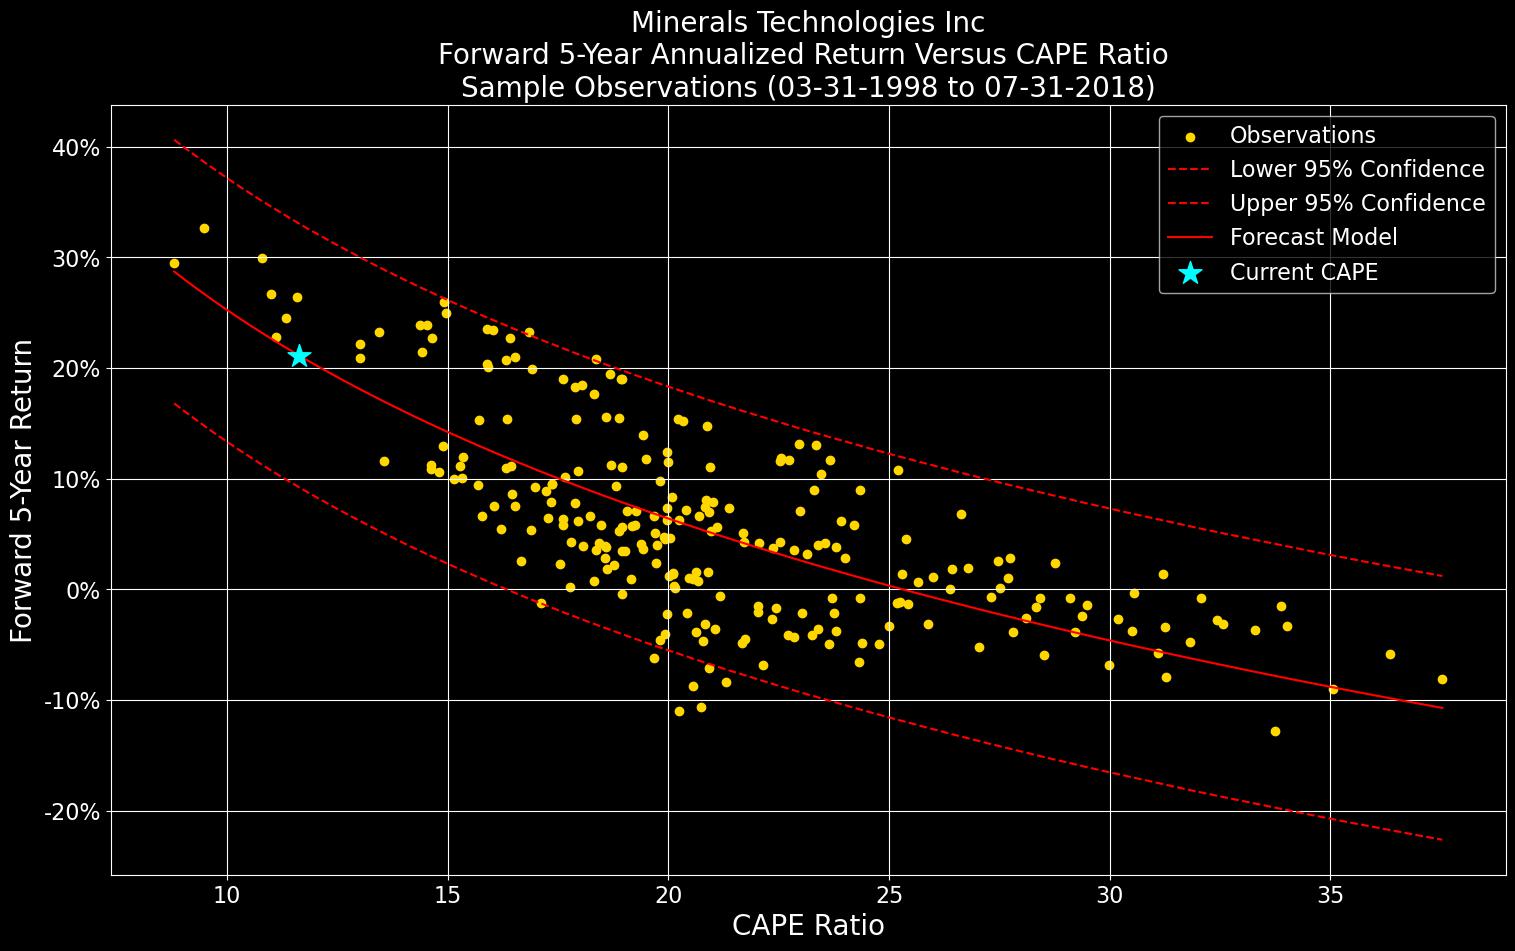 Minerals Technologies Inc
Forward 5-Year Annualized Return Versus CAPE Ratio
Sample Observations (03-31-1998 to 07-31-2018)
Observations
Lower 95% Confidence
Upper 95% Confidence
Forecast Model
Current CAPE
Forward 5-Year Return
40%
30%
20%
10%
0%
-10%
-20%
10 15 20 25 30 35
CAPE Ratio